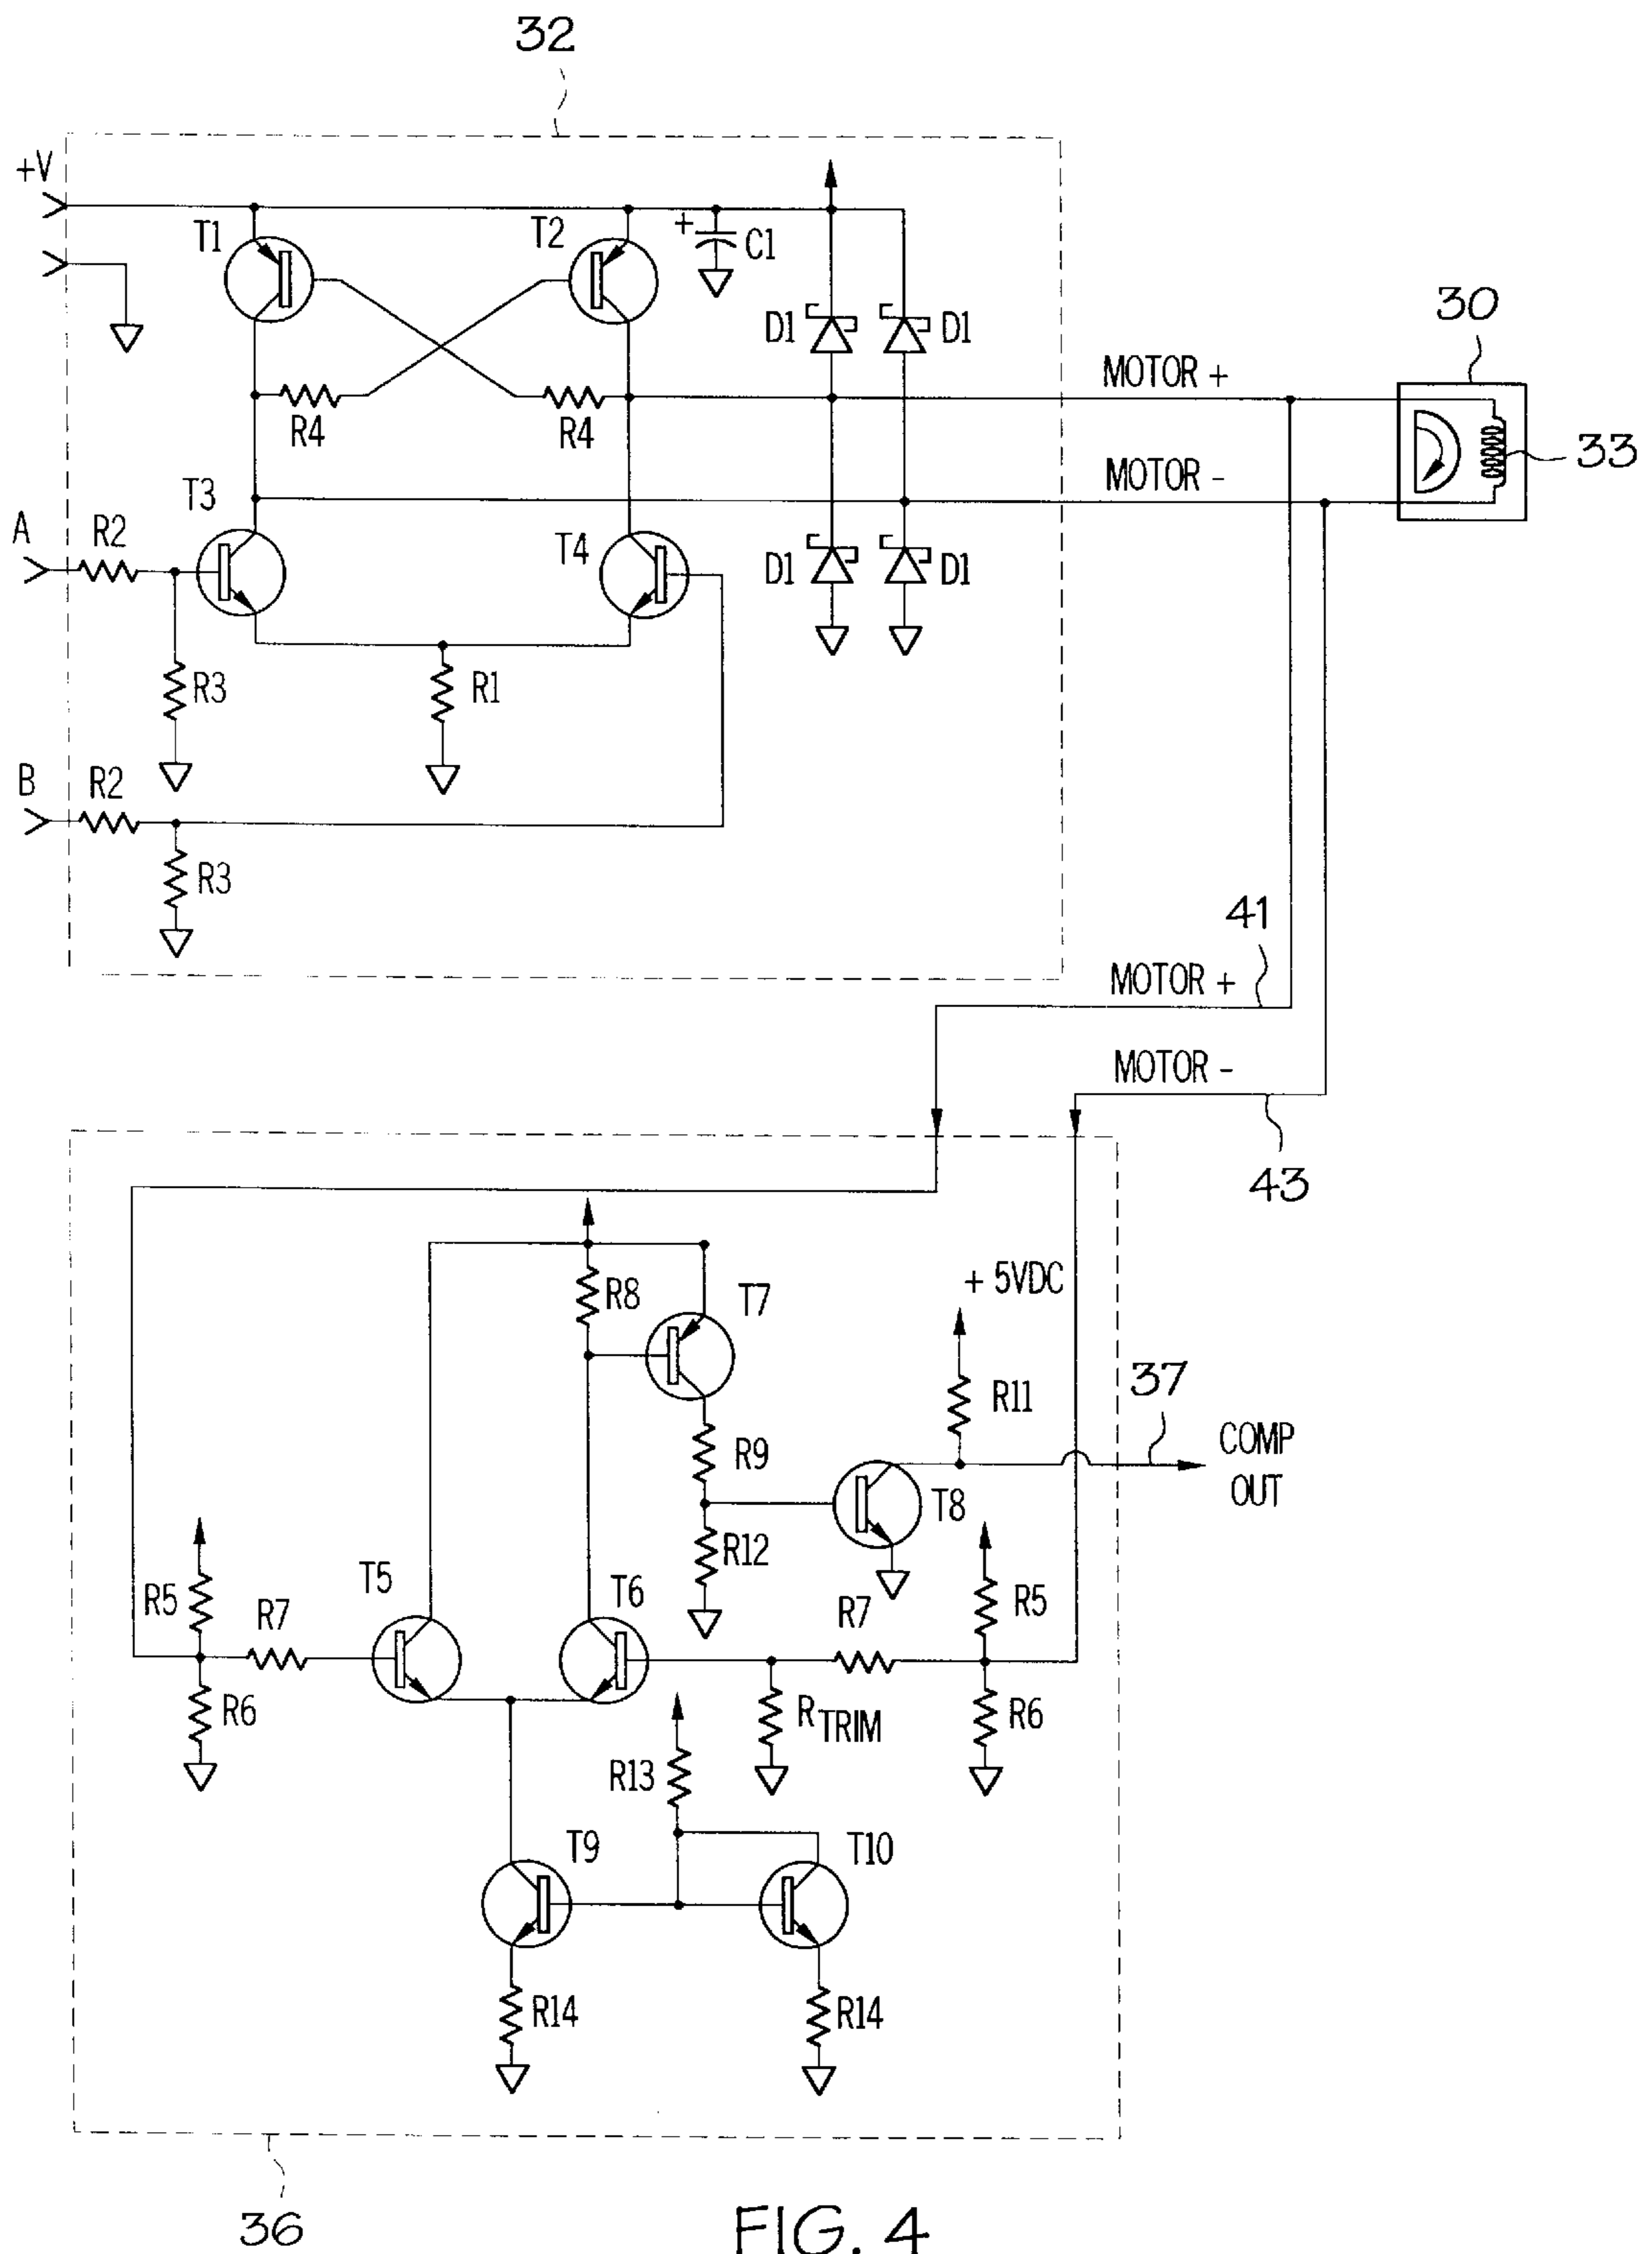 32
+V
T1
T2
+
C1
D1
D1
30
MOTOR +
R4
R4
33
MOTOR -
T3
A
R2
T4
D1
D1
R3
R1
B
R2
R3
41
MOTOR +
MOTOR -
43
+ 5VDC
R8
T7
37
R11
COMP
OUT
R9
T8
R12
T5
T6
R5
R7
R7
R5
R6
RTRIM
R6
R13
T9
T10
R14
R14
36
FIG. 4